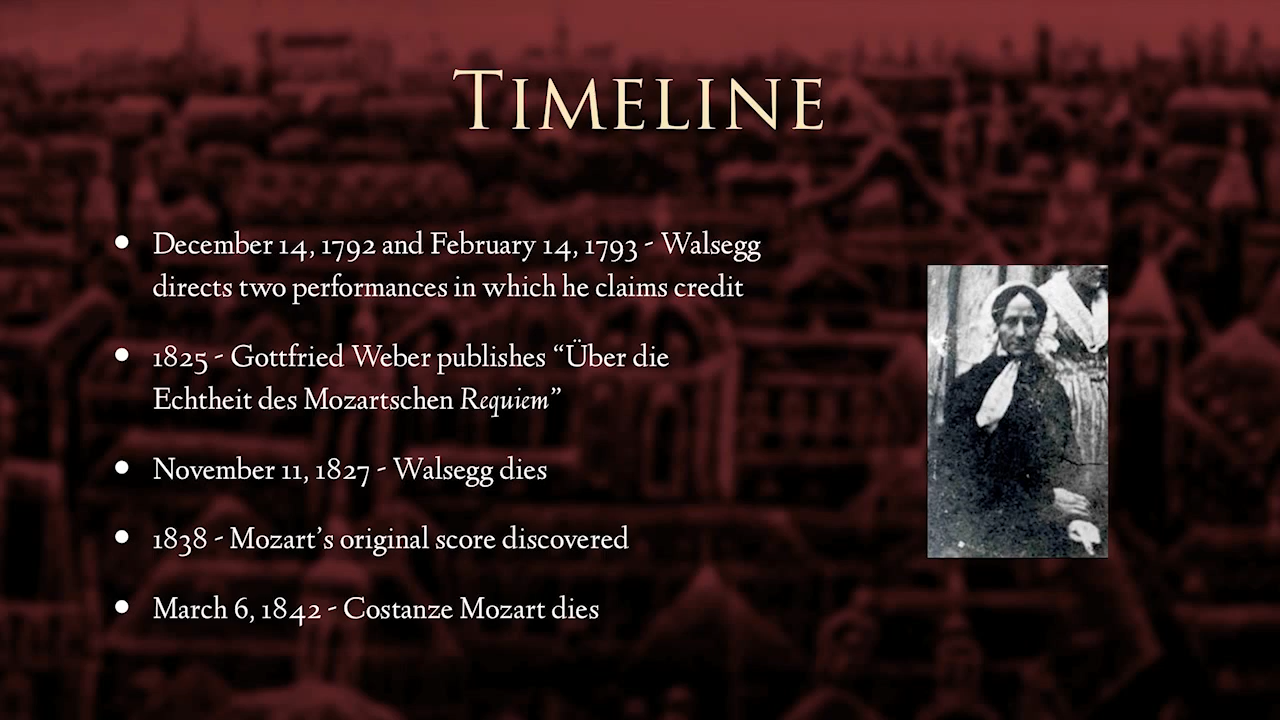 TIMELINE
• December 14, 1792 and February 14, 1793 - Walsegg
directs two performances in which he claims credit
• 1825 - Gottfried Weber publishes “Über die
Echtheit des Mozartschen Requiem”
• November 11, 1827 - Walsegg dies
• 1838 - Mozart’s original score discovered
• March 6, 1842 - Costanze Mozart dies